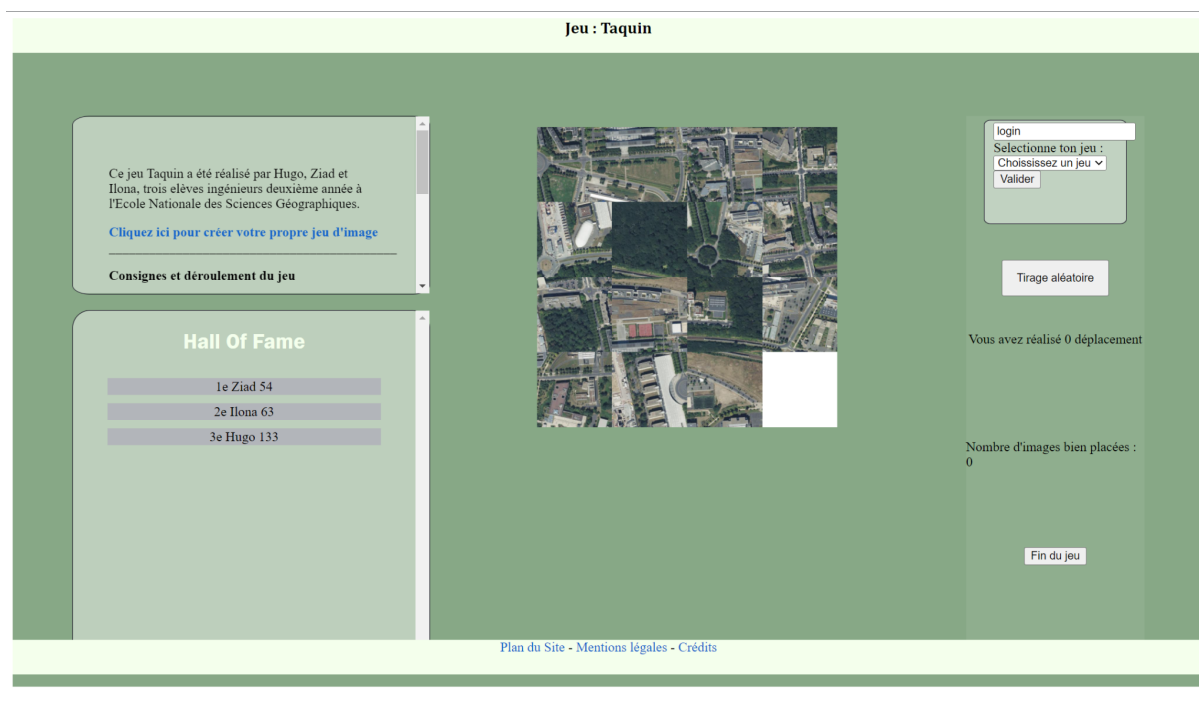 Jeu : Taquin
Ce jeu Taquin a été réalisé par Hugo, Ziad et
Ilona, trois elèves ingénieurs deuxième année à
l'Ecole Nationale des Sciences Géographiques.
Cliquez ici pour créer votre propre jeu d'image
Consignes et déroulement du jeu
Hall Of Fame
1e Ziad 54
2e Ilona 63
3e Hugo 133
login
Selectionne ton jeu :
Choississez un jeu
Valider
Tirage aléatoire
Vous avez réalisé 0 déplacement
Nombre d'images bien placées :
0
Fin du jeu
Plan du Site - Mentions légales - Crédits